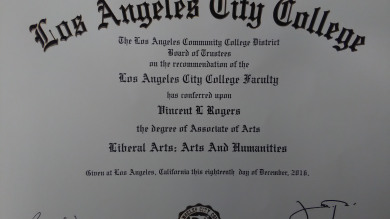 Los Angeles City College
The Los Angeles Community College District
Board of Trustees
on the recommendation of the
Los Angeles City College Faculty
has conferred upon
Vincent L Rogers
the degree of Associate of Arts
Liberal Arts: Arts And Humanities
Given at Los Angeles, California this eighteenth day of December, 2016.